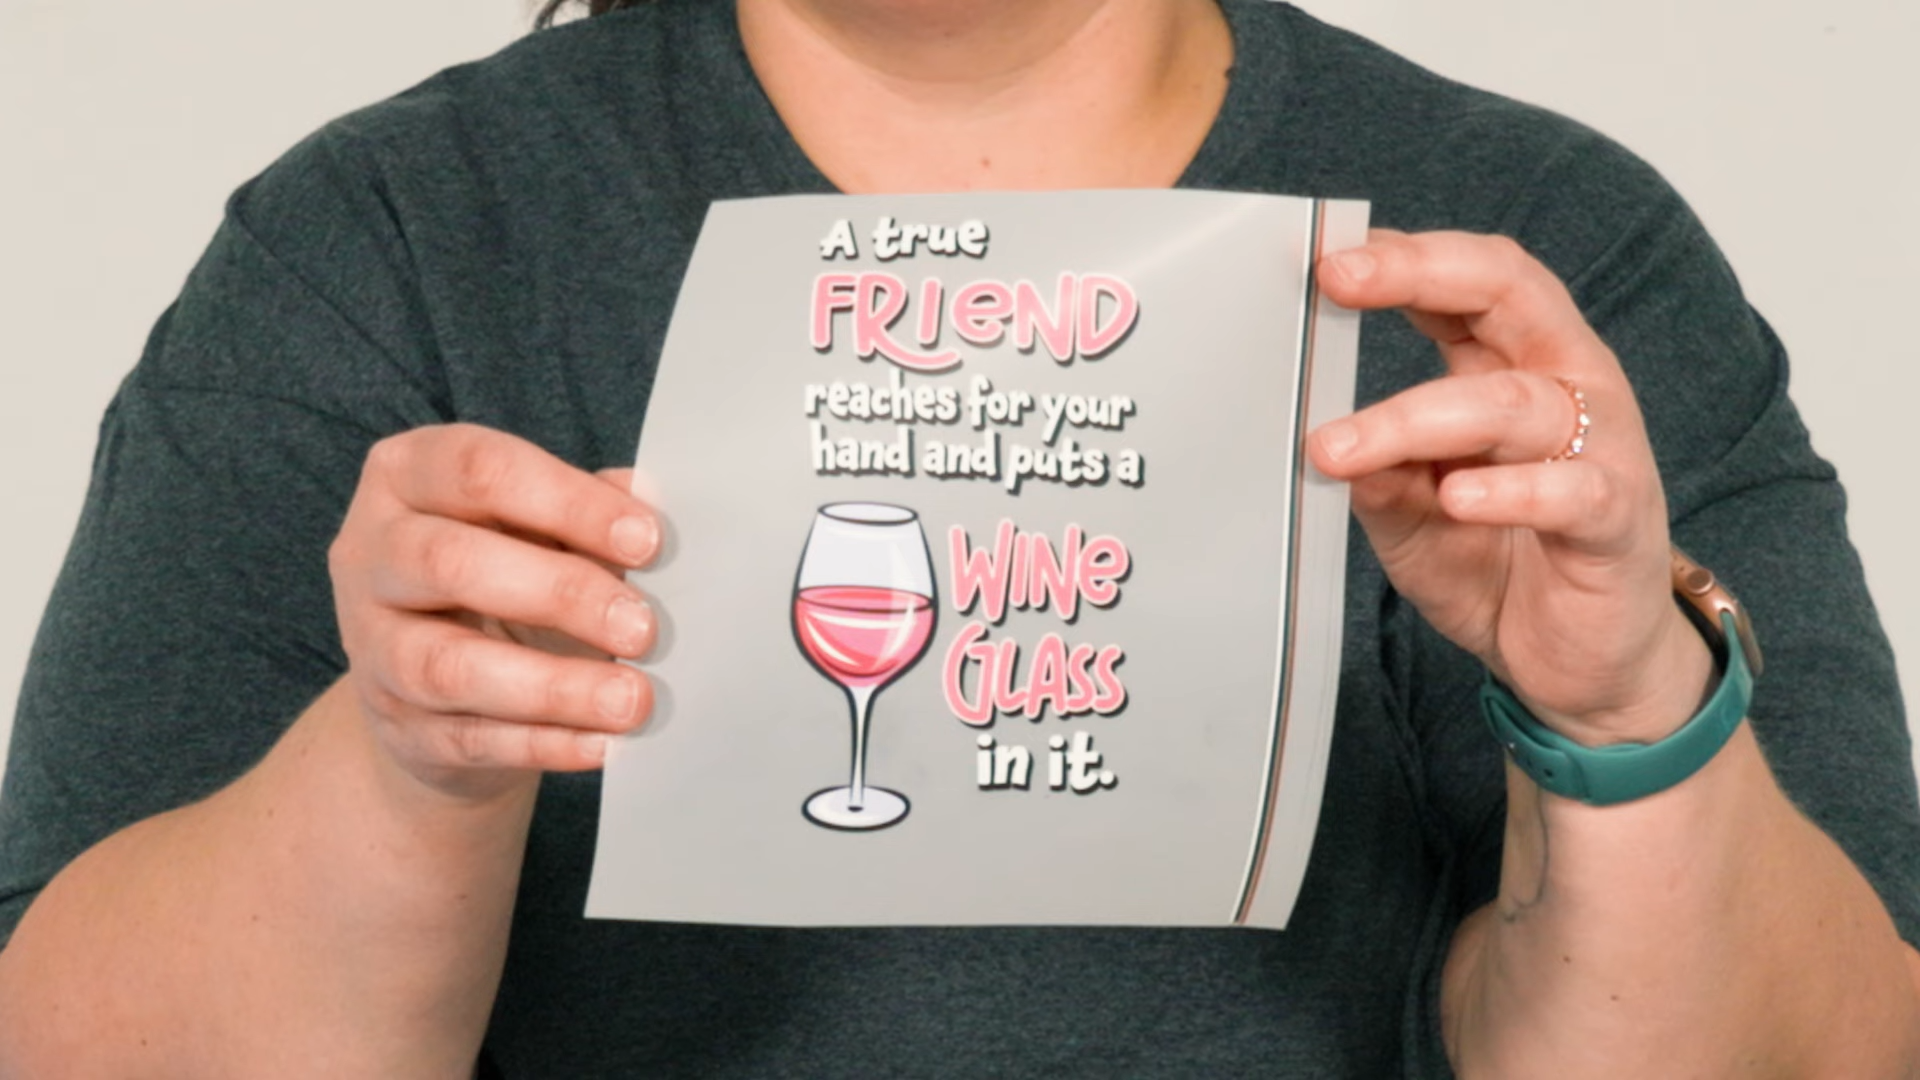 A true
FRIeND
reaches for your
hand and puts a
WINe
GLASS
in it.